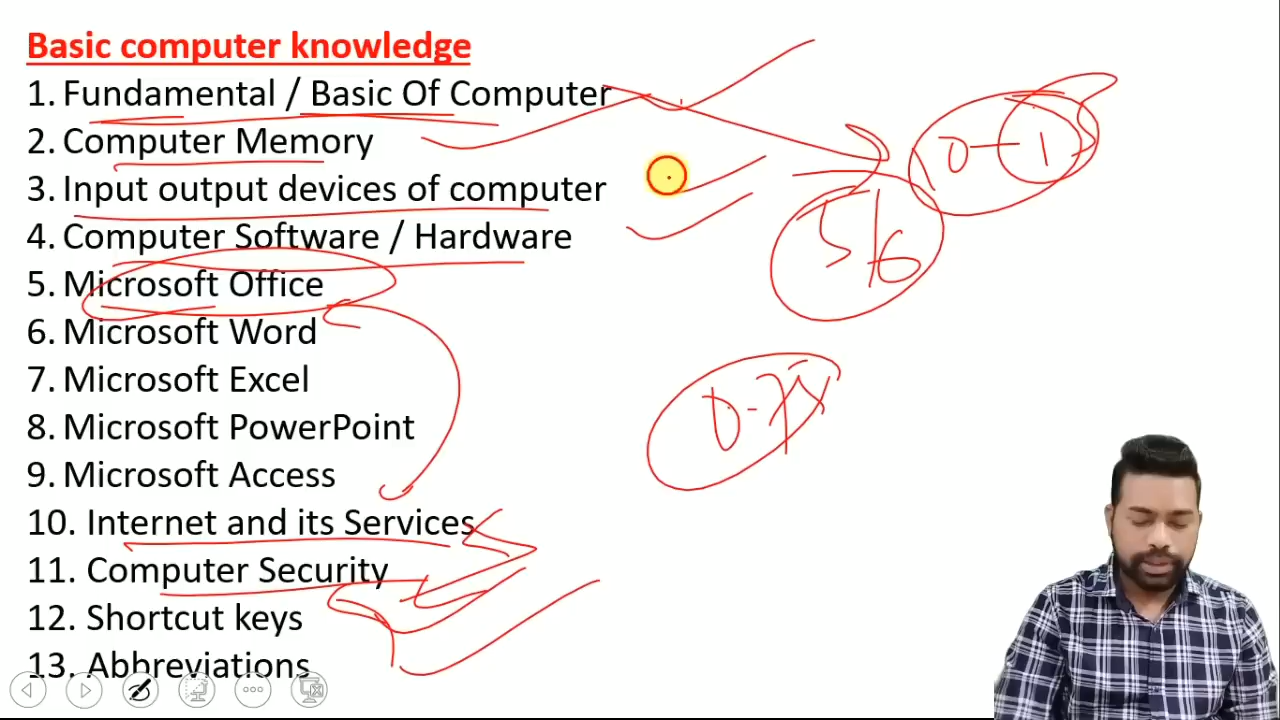 Basic computer knowledge
1. Fundamental / Basic Of Computer
2. Computer Memory
3. Input output devices of computer
4. Computer Software / Hardware
5. Microsoft Office
6. Microsoft Word
7. Microsoft Excel
8. Microsoft PowerPoint
9. Microsoft Access
10. Internet and its Services
11. Computer Security
12. Shortcut keys
13. Abbreviations
0-1
5/6